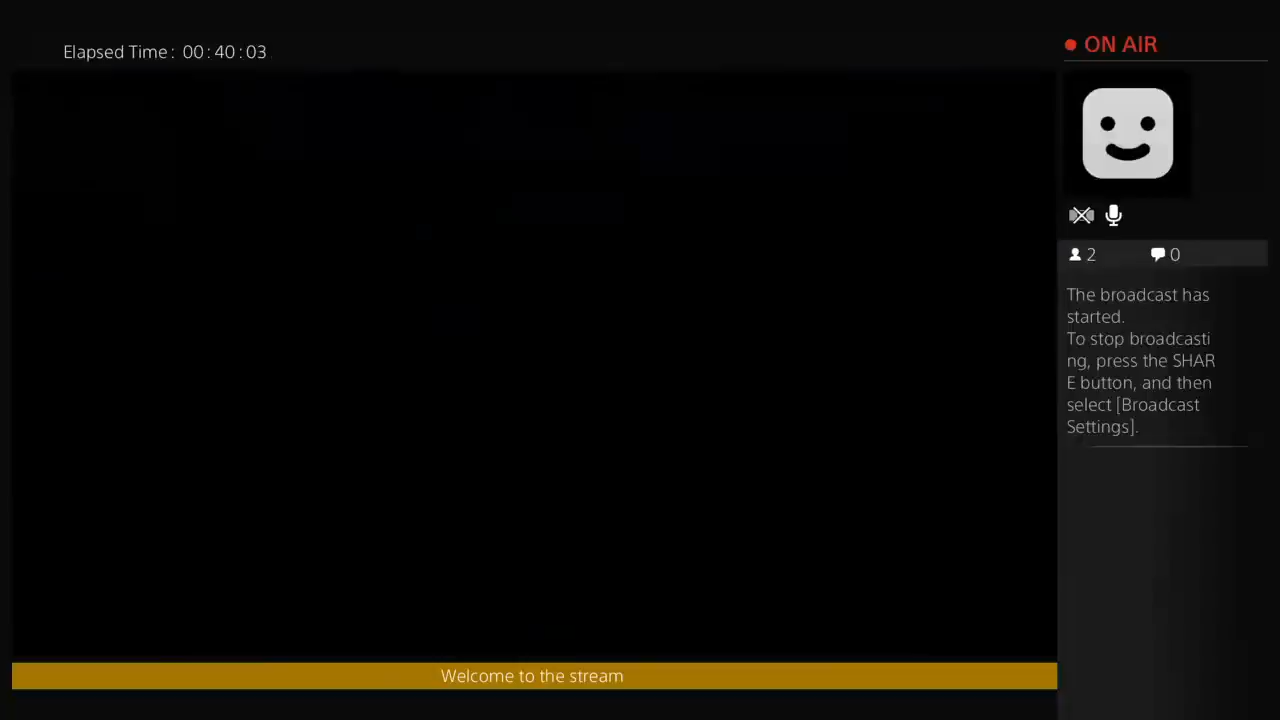 Elapsed Time: 00:40:03
ON AIR
2 0
The broadcast has
started.
To stop broadcasti
ng, press the SHAR
E button, and then
select [Broadcast
Settings].
Welcome to the stream